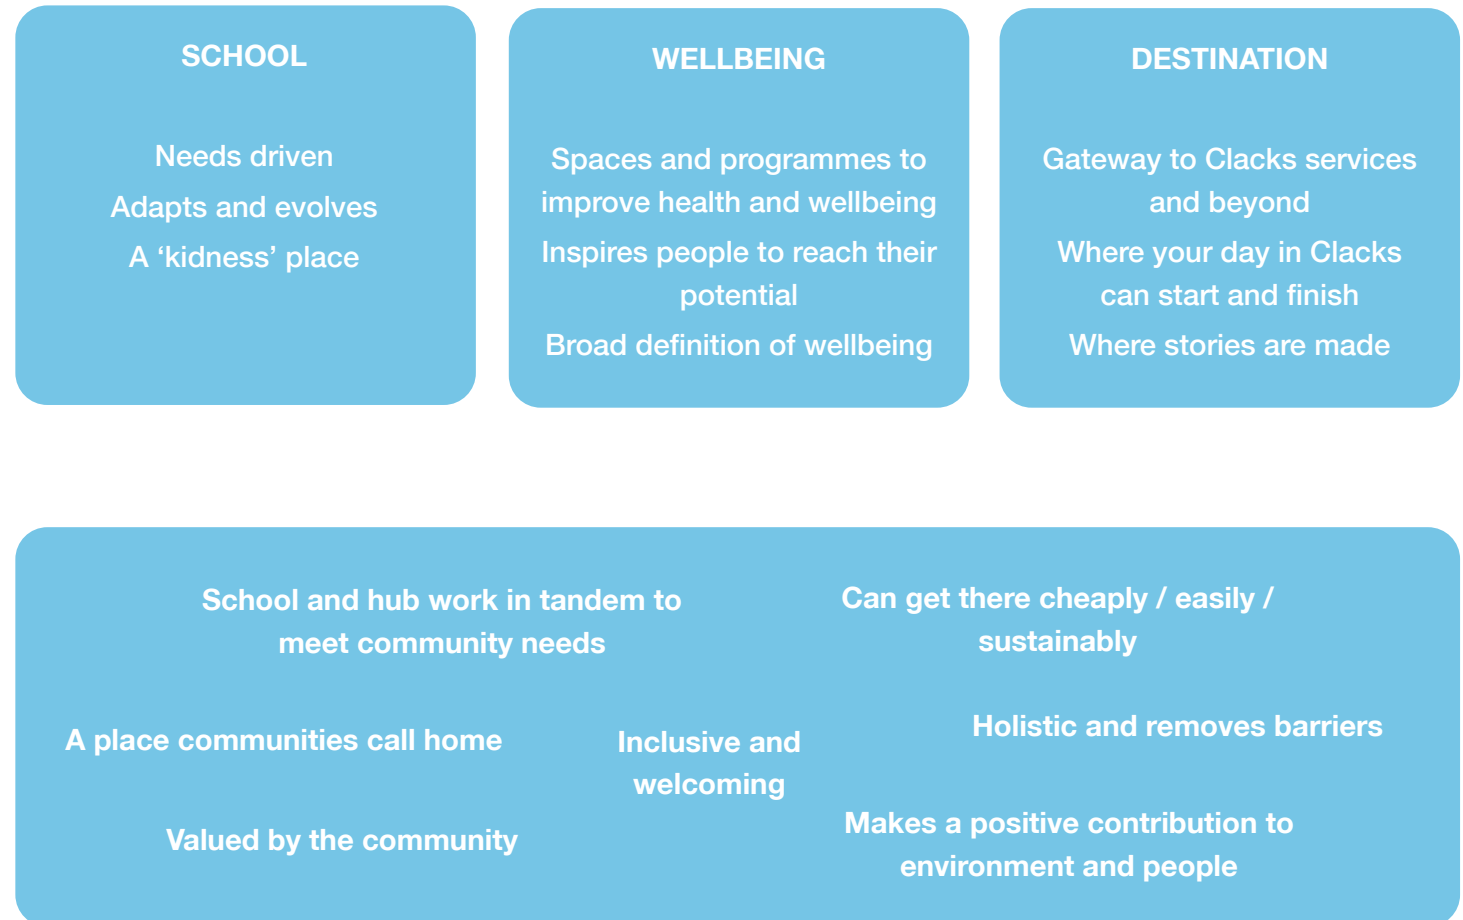 SCHOOL
Needs driven
Adapts and evolves
A ‘kidness’ place
WELLBEING
Spaces and programmes to
improve health and wellbeing
Inspires people to reach their
potential
Broad definition of wellbeing
DESTINATION
Gateway to Clacks services
and beyond
Where your day in Clacks
can start and finish
Where stories are made
School and hub work in tandem to
meet community needs
Can get there cheaply / easily /
sustainably
A place communities call home
Inclusive and
welcoming
Holistic and removes barriers
Valued by the community
Makes a positive contribution to
environment and people